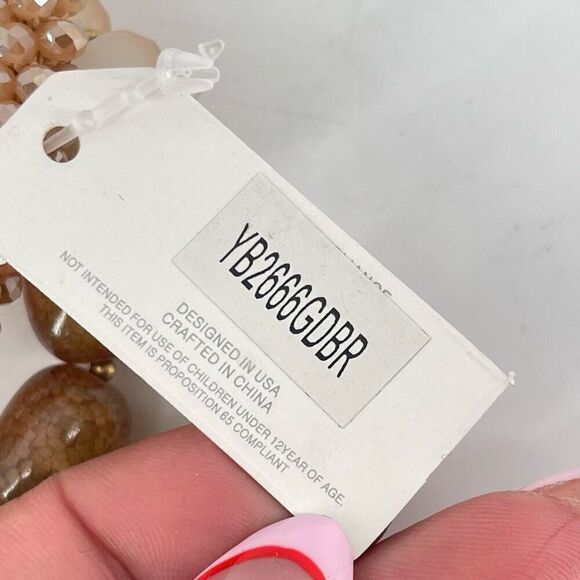 YB2666GDBR
DESIGNED IN USA
CRAFTED IN CHINA
NOT INTENDED FOR USE OF CHILDREN UNDER 12YEAR OF AGE.
THIS ITEM IS PROPOSITION 65 COMPLIANT